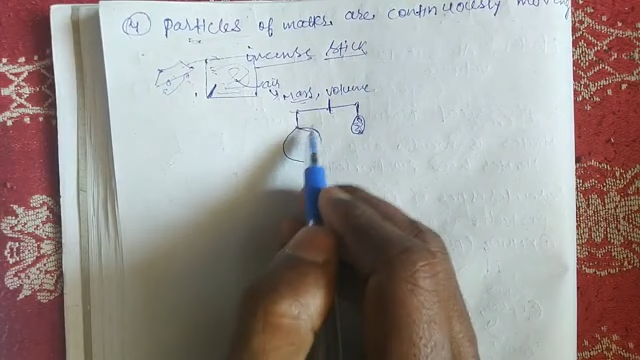 (4) Particles of matter are continuously moving
incense stick
air
Mass, volume